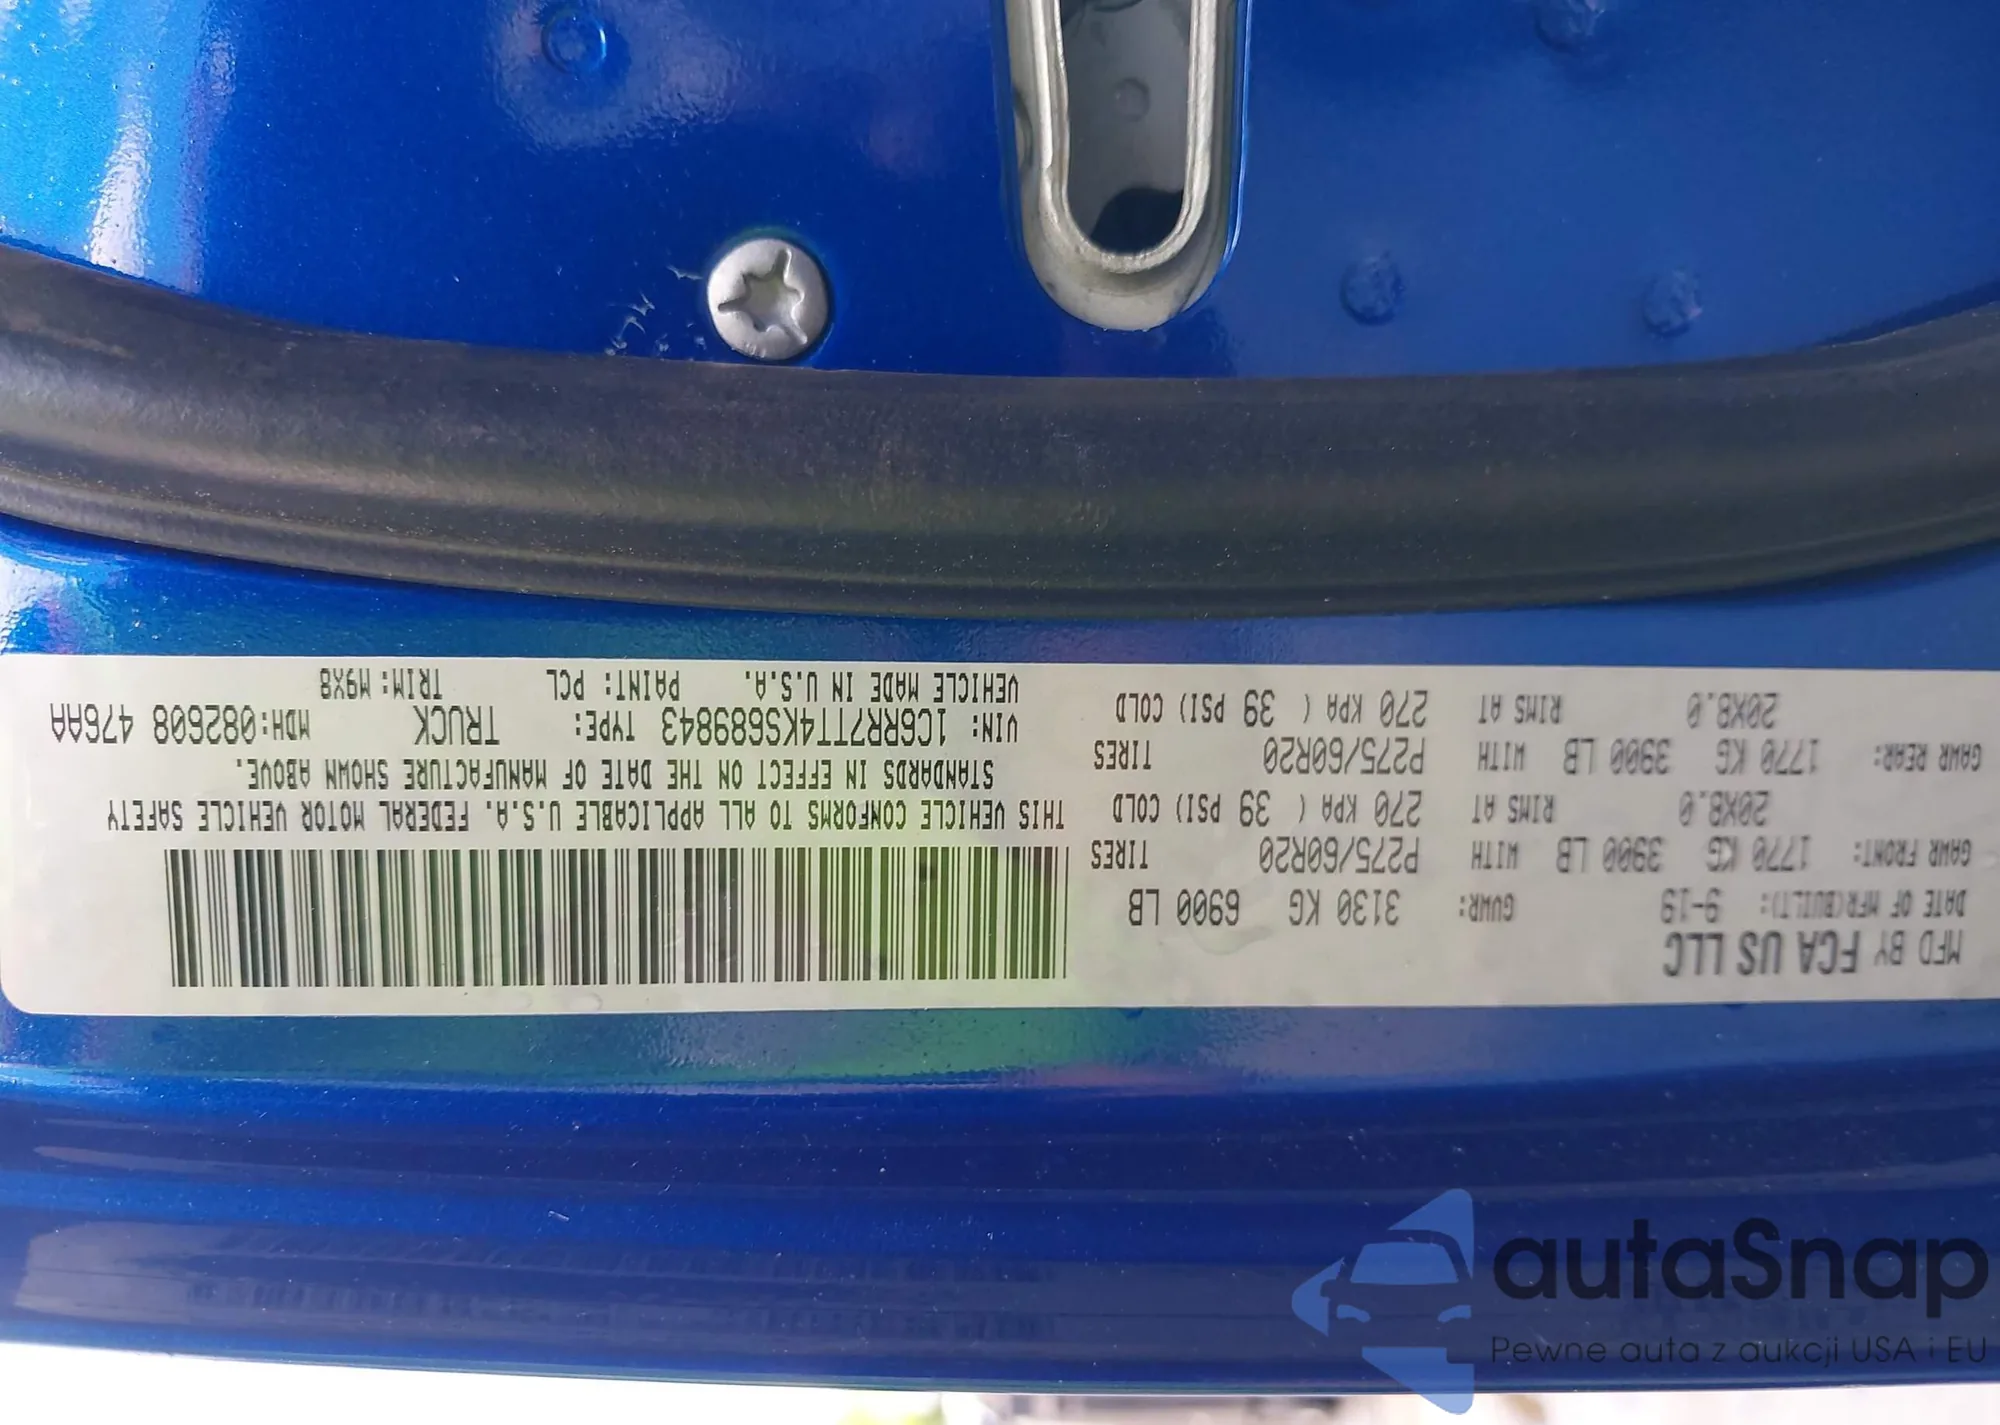 MFD BY FCA US LLC
DATE OF MFR(BUILT): 9-19 GVWR: 3130 KG 6900 LB
GAWR FRONT: 1770 KG 3900 LB WITH P275/60R20 TIRES
20X8.0 RIMS AT 270 KPA ( 39 PSI) COLD
GAWR REAR: 1770 KG 3900 LB WITH P275/60R20 TIRES
20X8.0 RIMS AT 270 KPA ( 39 PSI) COLD
THIS VEHICLE CONFORMS TO ALL APPLICABLE U.S.A. FEDERAL MOTOR VEHICLE SAFETY
STANDARDS IN EFFECT ON THE DATE OF MANUFACTURE SHOWN ABOVE.
VIN: 1C6RR7TT4KS689843 TYPE: TRUCK MDH:082608 476AA
VEHICLE MADE IN U.S.A. PAINT: PCL TRIM:M9X8
autaSnap
Pewne auta z aukcji USA i EU